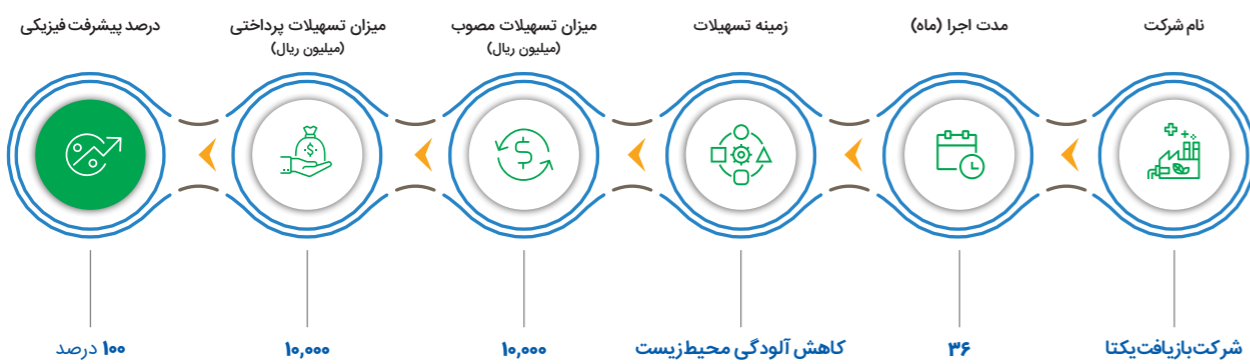 نام شرکت
مدت اجرا (ماه)
زمینه تسهیلات
میزان تسهیلات مصوب
(میلیون ریال)
میزان تسهیلات پرداختی
(میلیون ریال)
درصد پیشرفت فیزیکی
شرکت بازیافت یکتا
۳۶
کاهش آلودگی محیط زیست
۱۰,۰۰۰
۱۰,۰۰۰
۱۰۰ درصد